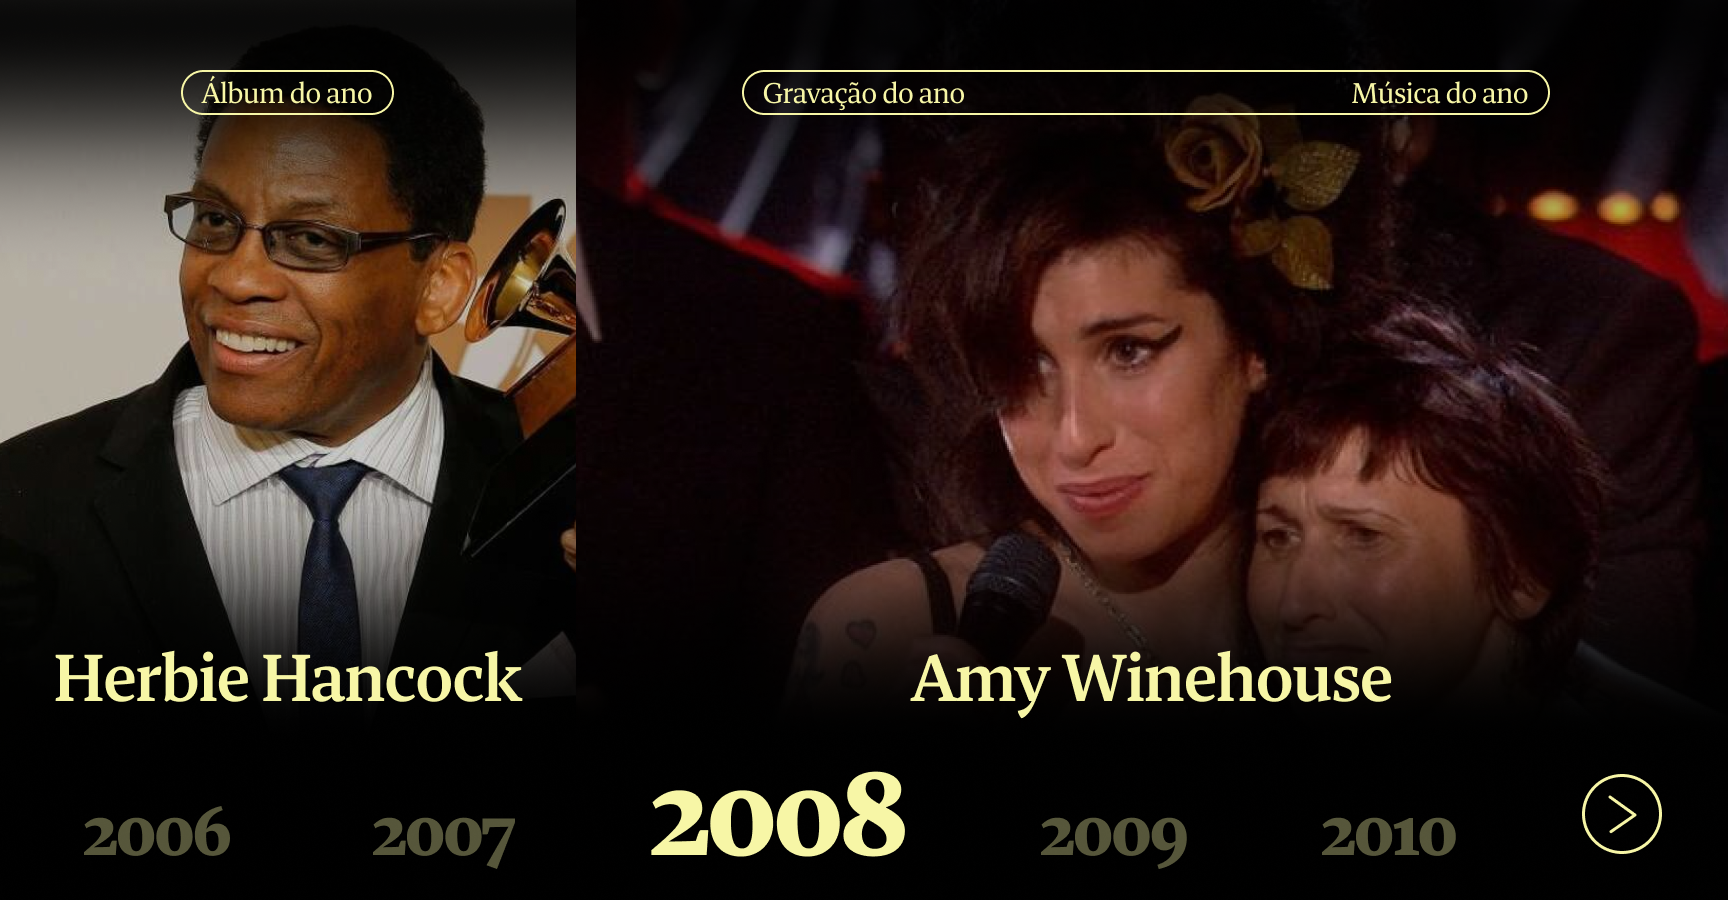 Álbum do ano
Gravação do ano
Música do ano
Herbie Hancock
Amy Winehouse
2006
2007
2008
2009
2010